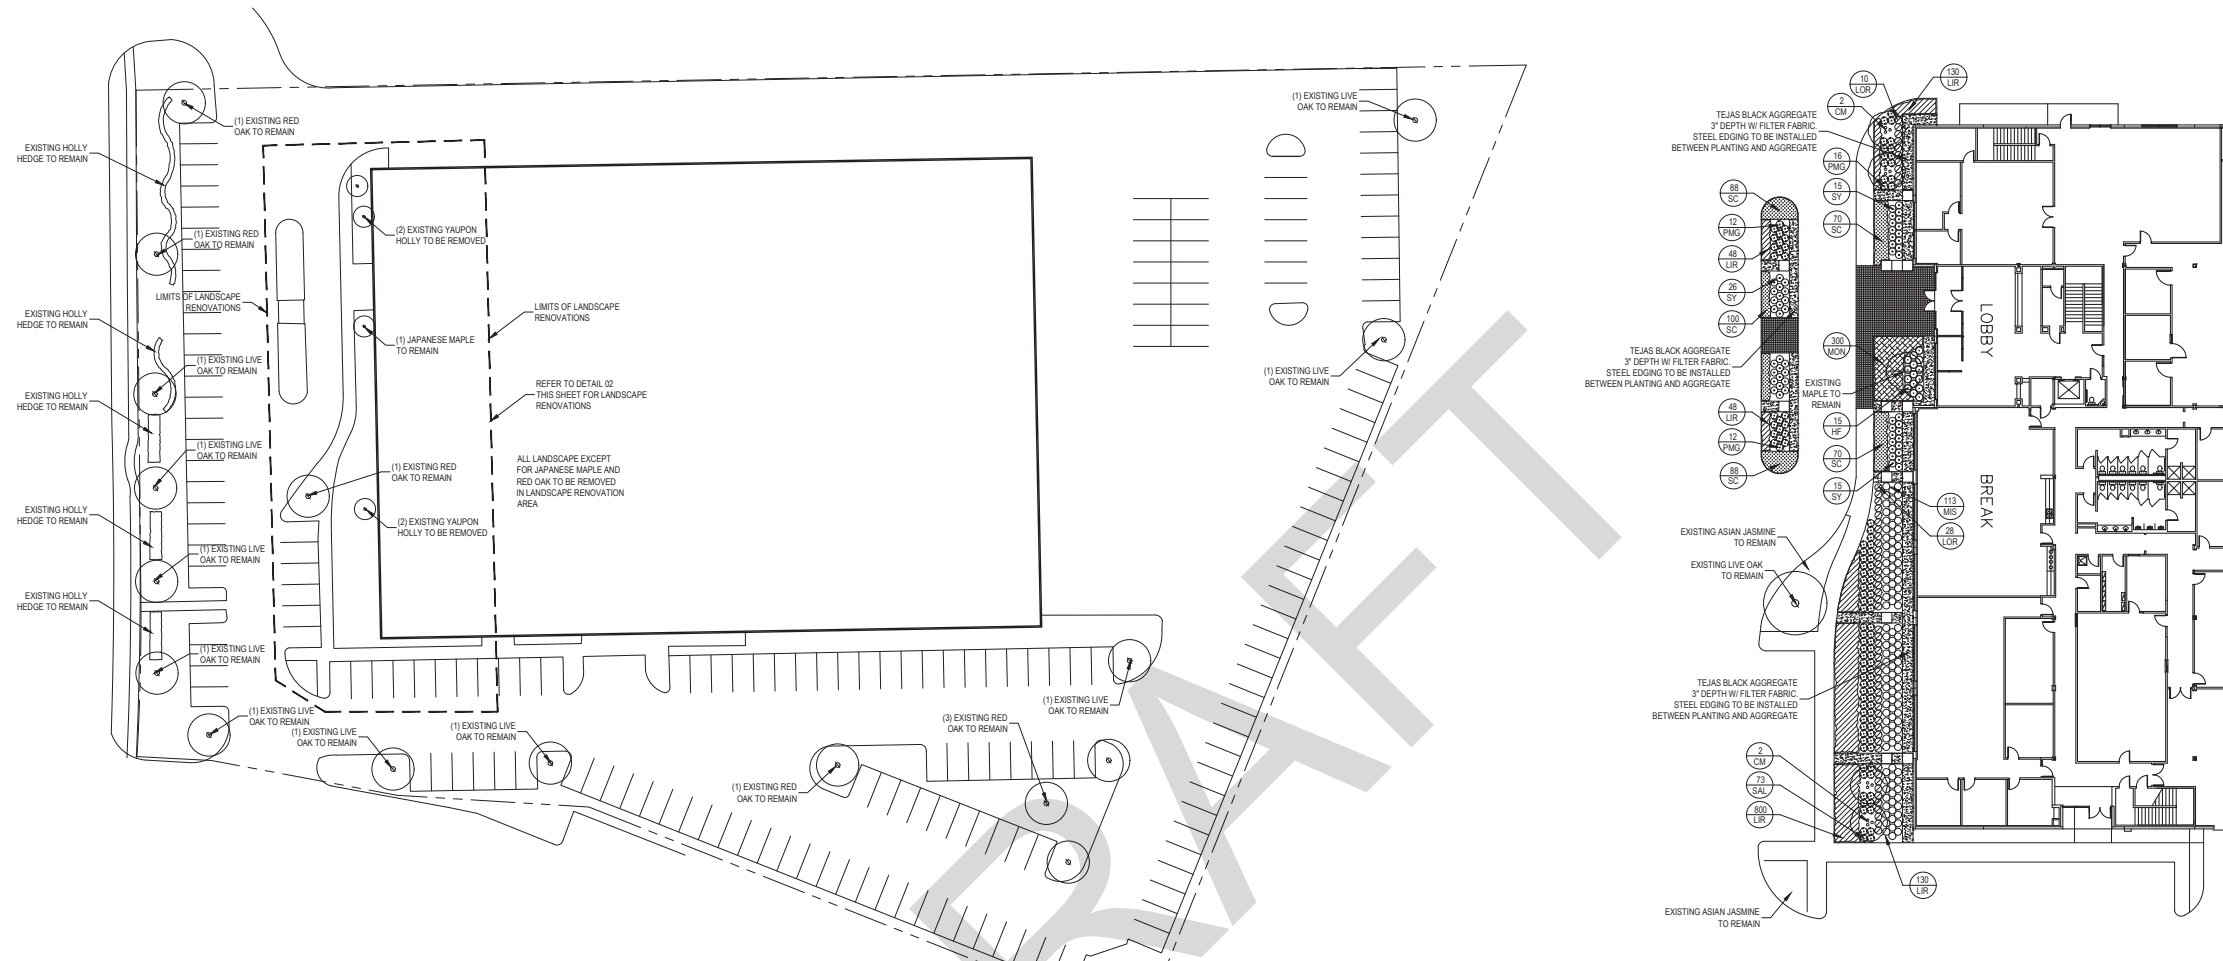 (1) EXISTING RED
OAK TO REMAIN
EXISTING HOLLY
HEDGE TO REMAIN
(1) EXISTING RED
OAK TO REMAIN
LIMITS OF LANDSCAPE
RENOVATIONS
EXISTING HOLLY
HEDGE TO REMAIN
(1) EXISTING LIVE
OAK TO REMAIN
EXISTING HOLLY
HEDGE TO REMAIN
(1) EXISTING LIVE
OAK TO REMAIN
EXISTING HOLLY
HEDGE TO REMAIN
(1) EXISTING LIVE
OAK TO REMAIN
EXISTING HOLLY
HEDGE TO REMAIN
(1) EXISTING LIVE
OAK TO REMAIN
(1) EXISTING LIVE
OAK TO REMAIN
(1) EXISTING LIVE
OAK TO REMAIN
(2) EXISTING YAUPON
HOLLY TO BE REMOVED
LIMITS OF LANDSCAPE
RENOVATIONS
(1) JAPANESE MAPLE
TO REMAIN
REFER TO DETAIL 02
THIS SHEET FOR LANDSCAPE
RENOVATIONS
(1) EXISTING RED
OAK TO REMAIN
ALL LANDSCAPE EXCEPT
FOR JAPANESE MAPLE AND
RED OAK TO BE REMOVED
IN LANDSCAPE RENOVATION
AREA
(2) EXISTING YAUPON
HOLLY TO BE REMOVED
(1) EXISTING LIVE
OAK TO REMAIN
(1) EXISTING LIVE
OAK TO REMAIN
(1) EXISTING LIVE
OAK TO REMAIN
(1) EXISTING LIVE
OAK TO REMAIN
(3) EXISTING RED
OAK TO REMAIN
(1) EXISTING RED
OAK TO REMAIN
RAFT
130
LIR
10
LOR
2
CM
TEJAS BLACK AGGREGATE
3" DEPTH W/ FILTER FABRIC.
STEEL EDGING TO BE INSTALLED
BETWEEN PLANTING AND AGGREGATE
16
PMG
15
SY
70
SC
88
SC
12
PMG
48
LIR
26
SY
100
SC
TEJAS BLACK AGGREGATE
3" DEPTH W/ FILTER FABRIC.
STEEL EDGING TO BE INSTALLED
BETWEEN PLANTING AND AGGREGATE
300
MON
EXISTING
MAPLE TO
REMAIN
48
LIR
12
PMG
88
SC
15
HF
70
SC
15
SY
LOBBY
BREAK
113
MIS
28
LOR
EXISTING ASIAN JASMINE
TO REMAIN
EXISTING LIVE OAK
TO REMAIN
TEJAS BLACK AGGREGATE
3" DEPTH W/ FILTER FABRIC.
STEEL EDGING TO BE INSTALLED
BETWEEN PLANTING AND AGGREGATE
2
CM
73
SAL
800
LIR
130
LIR
EXISTING ASIAN JASMINE
TO REMAIN